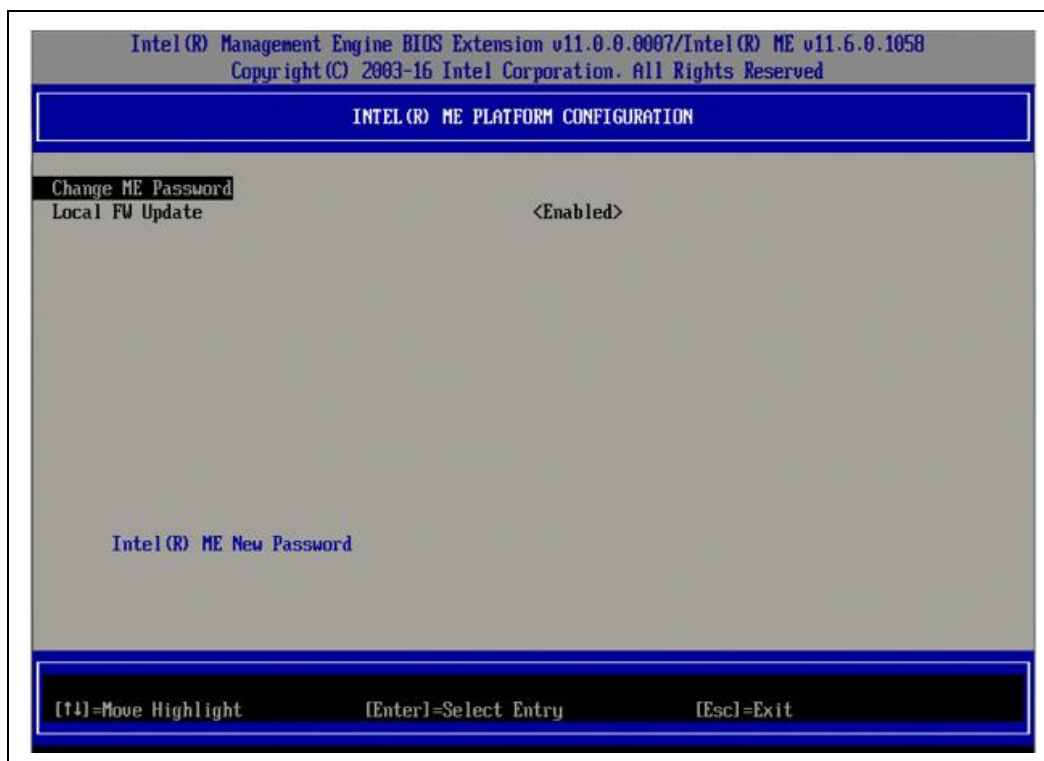 Intel(R) Management Engine BIOS Extension v11.0.0.0007/Intel(R) ME v11.6.0.1058
Copyright(C) 2003-16 Intel Corporation. All Rights Reserved
INTEL(R) ME PLATFORM CONFIGURATION
Change ME Password
Local FW Update <Enabled>
Intel(R) ME New Password
[↑↓]=Move Highlight [Enter]=Select Entry [Esc]=Exit